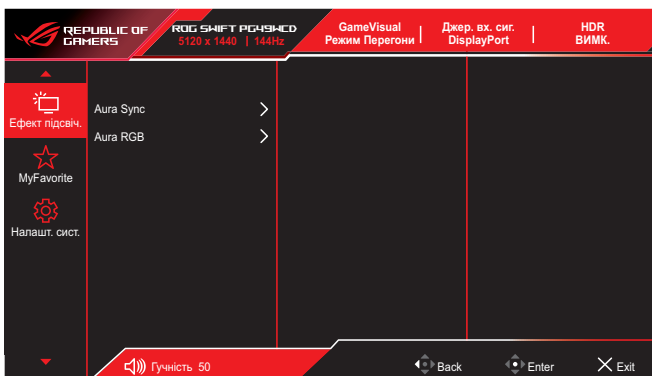 REPUBLIC OF
GAMERS
ROG SWIFT PG49WCD
5120 x 1440 | 144Hz
GameVisual
Режим Перегони
Джер. вх. сиг.
DisplayPort
HDR
ВИМК.
Ефект підсвіч.
MyFavorite
Налашт. сист.
Aura Sync
Aura RGB
Гучність 50
Back
Enter
Exit